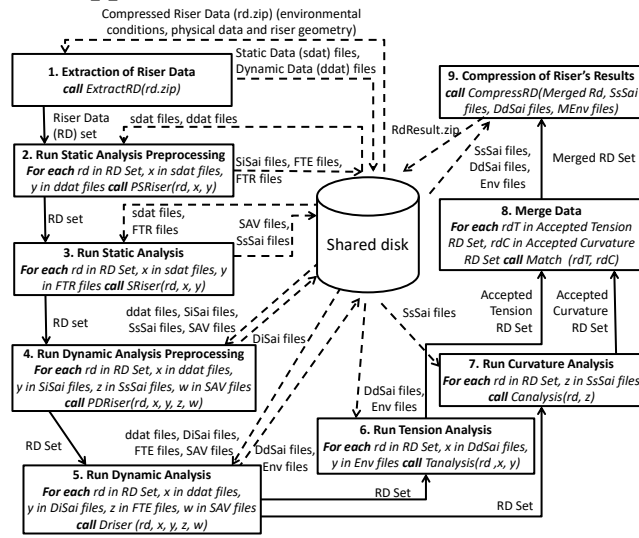 Compressed Riser Data (rd.zip) (environmental
conditions, physical data and riser geometry)
Static Data (sdat) files,
Dynamic Data (ddat) files
1. Extraction of Riser Data
call ExtractRD(rd.zip)
Riser Data
(RD) set
sdat files, ddat files
2. Run Static Analysis Preprocessing
For each rd in RD Set, x in sdat files,
y in ddat files call PSRiser(rd, x, y)
SiSai files, FTE files,
FTR files
RD set
sdat files,
FTR files
SAV files,
SsSai files
3. Run Static Analysis
For each rd in RD Set, x in sdat files, y
in FTR files call SRiser(rd, x, y)
RD set
ddat files, SiSai files,
SsSai files, SAV files
DiSai files
4. Run Dynamic Analysis Preprocessing
For each rd in RD Set, x in ddat files,
y in SiSai files, z in SsSai files, w in SAV files
call PDRiser(rd, x, y, z, w)
RD Set
ddat files, DiSai files,
FTE files, SAV files
DdSai files,
Env files
5. Run Dynamic Analysis
For each rd in RD Set, x in ddat files,
y in DiSai files, z in FTE files, w in SAV files
call Driser (rd, x, y, z, w)
RD Set
RD Set
Shared disk
DdSai files,
Env files
6. Run Tension Analysis
For each rd in RD Set, x in DdSai files,
y in Env files call Tanalysis(rd ,x, y)
SsSai files
7. Run Curvature Analysis
For each rd in RD Set, z in SsSai files
call Canalysis(rd, z)
Accepted
Tension
RD Set
Accepted
Curvature
RD Set
8. Merge Data
For each rdT in Accepted Tension
RD Set, rdC in Accepted Curvature
RD Set call Match (rdT, rdC)
Merged RD Set
RdResult.zip
SsSai files,
DdSai files,
Env files
9. Compression of Riser's Results
call CompressRD(Merged Rd, SsSai
files, DdSai files, MEnv files)